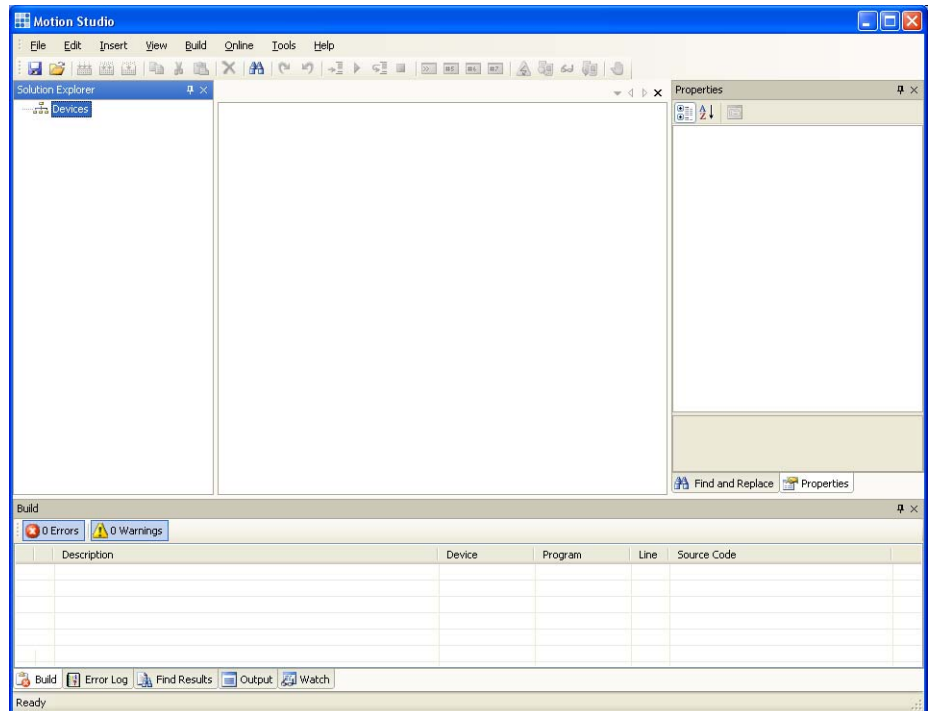 Motion Studio
File Edit Insert View Build Online Tools Help
Solution Explorer
Devices
Properties
Find and Replace Properties
Build
0 Errors 0 Warnings
Description Device Program Line Source Code
Build Error Log Find Results Output Watch
Ready